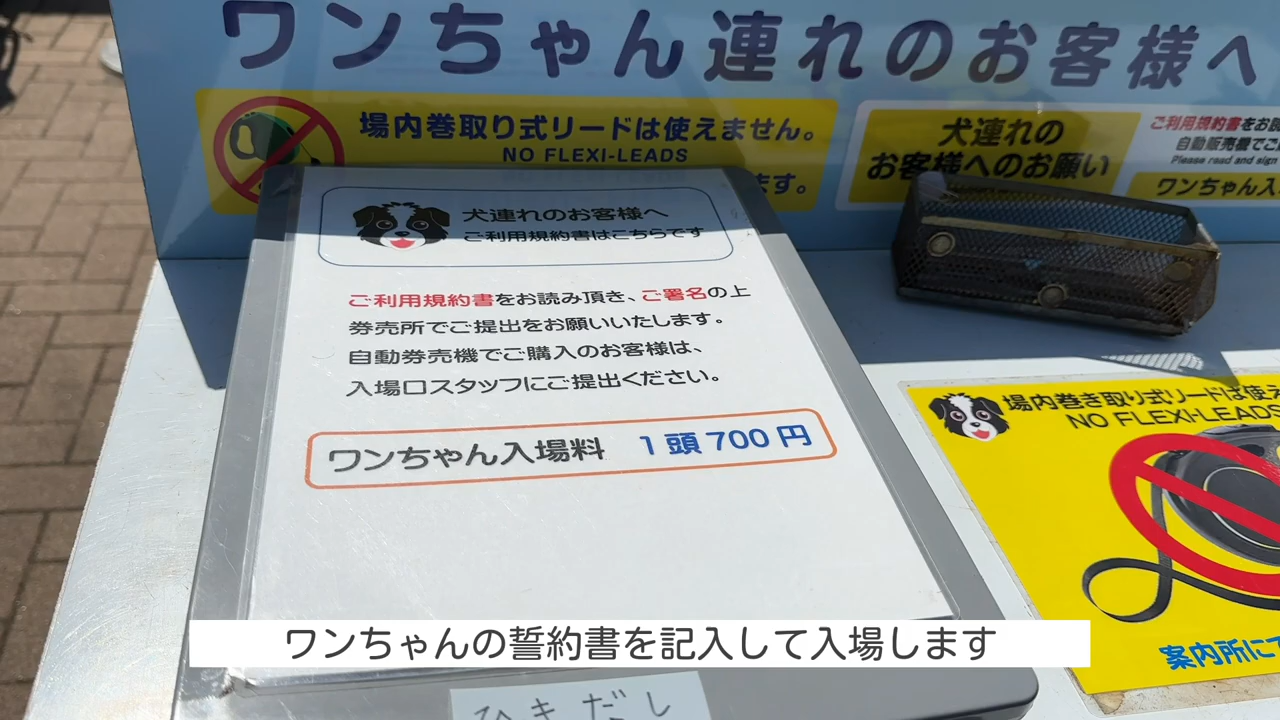 ワンちゃん連れのお客様へ
場内巻取り式リードは使えません。
NO FLEXI-LEADS
ます。
犬連れの
お客様へのお願い
ご利用規約書をお読
自動販売機でご
Please read and sign
ワンちゃん入
犬連れのお客様へ
ご利用規約書はこちらです
ご利用規約書をお読み頂き、ご署名の上
券売所でご提出をお願いいたします。
自動券売機でご購入のお客様は、
入場口スタッフにご提出ください。
ワンちゃん入場料 1頭700円
場内巻き取り式リードは使え
NO FLEXI-LEADS
案内所にて
ワンちゃんの誓約書を記入して入場します
ひきだし